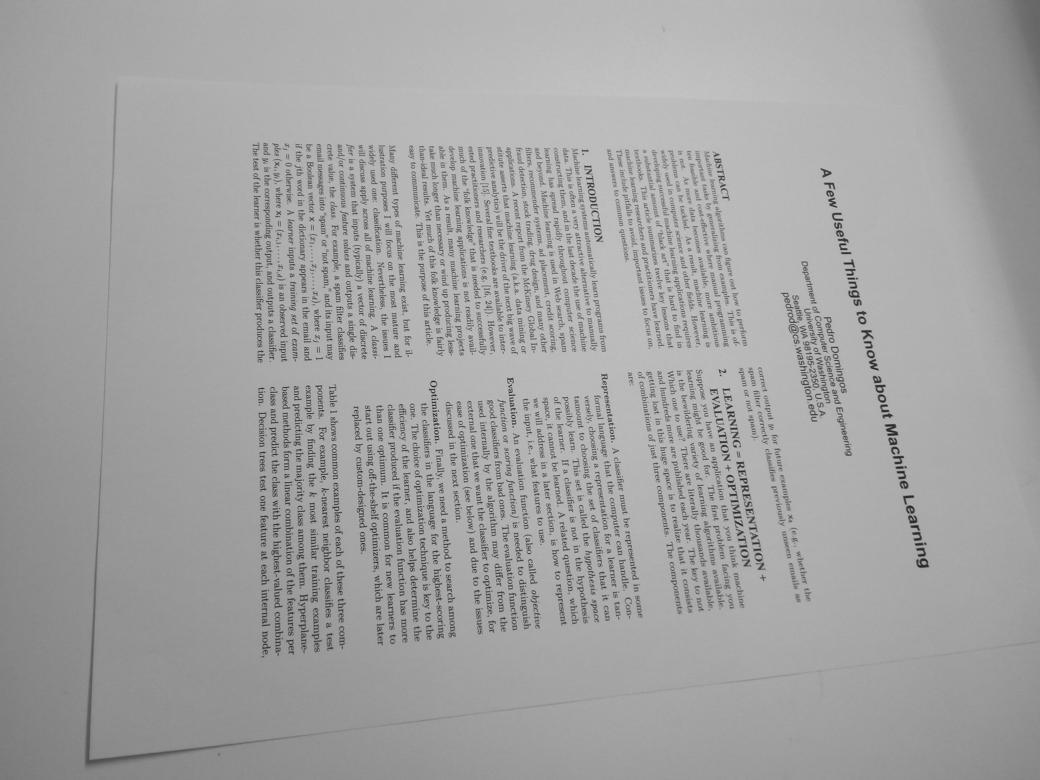 A Few Useful Things to Know about Machine Learning
Pedro Domingos
Department of Computer Science and Engineering
University of Washington
Seattle, WA 98195-2350, U.S.A.
pedrod@cs.washington.edu
ABSTRACT
Machine learning algorithms can figure out how to perform
important tasks by generalizing from examples. This is of-
ten feasible and cost-effective where manual programming
is not. As more data becomes available, more ambitious
problems can be tackled. As a result, machine learning is
widely used in computer science and other fields. However,
developing successful machine learning applications requires
a substantial amount of "black art" that is hard to find in
textbooks. This article summarizes twelve key lessons that
machine learning researchers and practitioners have learned.
These include pitfalls to avoid, important issues to focus on,
and answers to common questions.
1. INTRODUCTION
Machine learning systems automatically learn programs from
data. This is often a very attractive alternative to manually
constructing them, and in the last decade the use of machine
learning has spread rapidly throughout computer science
and beyond. Machine learning is used in Web search, spam
filters, recommender systems, ad placement, credit scoring,
fraud detection, stock trading, drug design, and many other
applications. A recent report from the McKinsey Global In-
stitute asserts that machine learning (a.k.a. data mining or
predictive analytics) will be the driver of the next big wave of
innovation [15]. Several fine textbooks are available to inter-
ested practitioners and researchers (e.g, [16, 24]). However,
much of the "folk knowledge" that is needed to successfully
develop machine learning applications is not readily avail-
able in them. As a result, many machine learning projects
take much longer than necessary or wind up producing less-
than-ideal results. Yet much of this folk knowledge is fairly
easy to communicate. This is the purpose of this article.
Many different types of machine learning exist, but for il-
lustration purposes I will focus on the most mature and
widely used one: classification. Nevertheless, the issues I
will discuss apply across all of machine learning. A classi-
fier is a system that inputs (typically) a vector of discrete
and/or continuous feature values and outputs a single dis-
crete value, the class. For example, a spam filter classifies
email messages into "spam" or "not spam," and its input may
be a Boolean vector x = (x₁,...,xⱼ,...,x_d), where xⱼ = 1
if the jth word in the dictionary appears in the email and
xⱼ = 0 otherwise. A learner inputs a training set of exam-
ples (xᵢ, yᵢ), where xᵢ = (xᵢ,₁,...,xᵢ,d) is an observed input
and yᵢ is the corresponding output, and outputs a classifier.
The test of the learner is whether this classifier produces the
correct output yₜ for future examples xₜ (e.g., whether the
spam filter correctly classifies previously unseen emails as
spam or not spam).
2. LEARNING = REPRESENTATION +
EVALUATION + OPTIMIZATION
Suppose you have an application that you think machine
learning might be good for. The first problem facing you
is the bewildering variety of learning algorithms available.
Which one to use? There are literally thousands available,
and hundreds more are published each year. The key to not
getting lost in this huge space is to realize that it consists
of combinations of just three components. The components
are:
Representation. A classifier must be represented in some
formal language that the computer can handle. Con-
versely, choosing a representation for a learner is tan-
tamount to choosing the set of classifiers that it can
possibly learn. This set is called the hypothesis space
of the learner. If a classifier is not in the hypothesis
space, it cannot be learned. A related question, which
we will address in a later section, is how to represent
the input, i.e., what features to use.
Evaluation. An evaluation function (also called objective
function or scoring function) is needed to distinguish
good classifiers from bad ones. The evaluation function
used internally by the algorithm may differ from the
external one that we want the classifier to optimize, for
ease of optimization (see below) and due to the issues
discussed in the next section.
Optimization. Finally, we need a method to search among
the classifiers in the language for the highest-scoring
one. The choice of optimization technique is key to the
efficiency of the learner, and also helps determine the
classifier produced if the evaluation function has more
than one optimum. It is common for new learners to
start out using off-the-shelf optimizers, which are later
replaced by custom-designed ones.
Table 1 shows common examples of each of these three com-
ponents. For example, k-nearest neighbor classifies a test
example by finding the k most similar training examples
and predicting the majority class among them. Hyperplane-
based methods form a linear combination of the features per
class and predict the class with the highest-valued combina-
tion. Decision trees test one feature at each internal node,